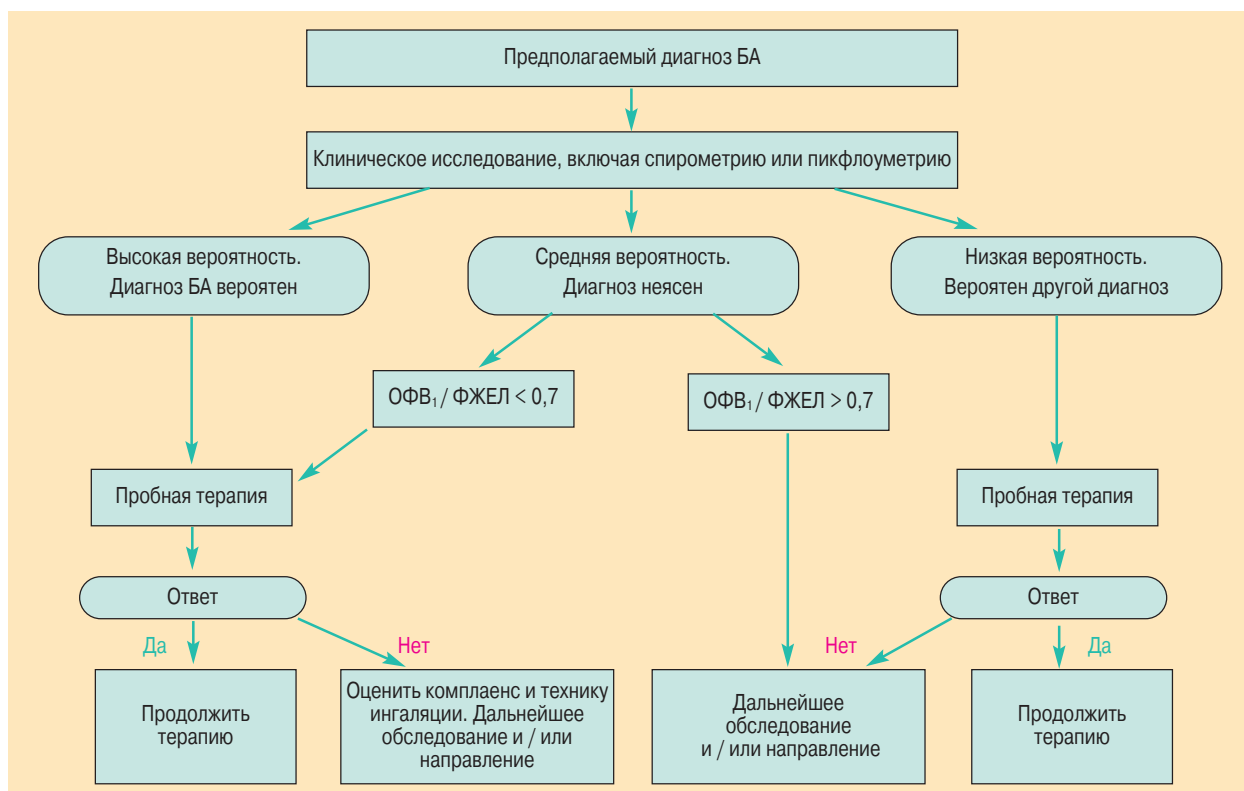 Предполагаемый диагноз БА
Клиническое исследование, включая спирометрию или пикфлоуметрию
Высокая вероятность.
Диагноз БА вероятен
Средняя вероятность.
Диагноз неясен
Низкая вероятность.
Вероятен другой диагноз
ОФВ₁ / ФЖЕЛ < 0,7
ОФВ₁ / ФЖЕЛ > 0,7
Пробная терапия
Пробная терапия
Ответ
Ответ
Да
Нет
Нет
Да
Продолжить
терапию
Оценить комплаенс и технику
ингаляции. Дальнейшее
обследование и / или
направление
Дальнейшее
обследование
и / или направление
Продолжить
терапию